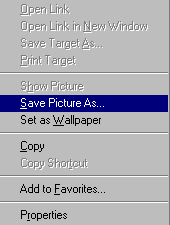 Open Link
Open Link in New Window
Save Target As...
Print Target
Show Picture
Save Picture As...
Set as Wallpaper
Copy
Copy Shortcut
Add to Favorites...
Properties